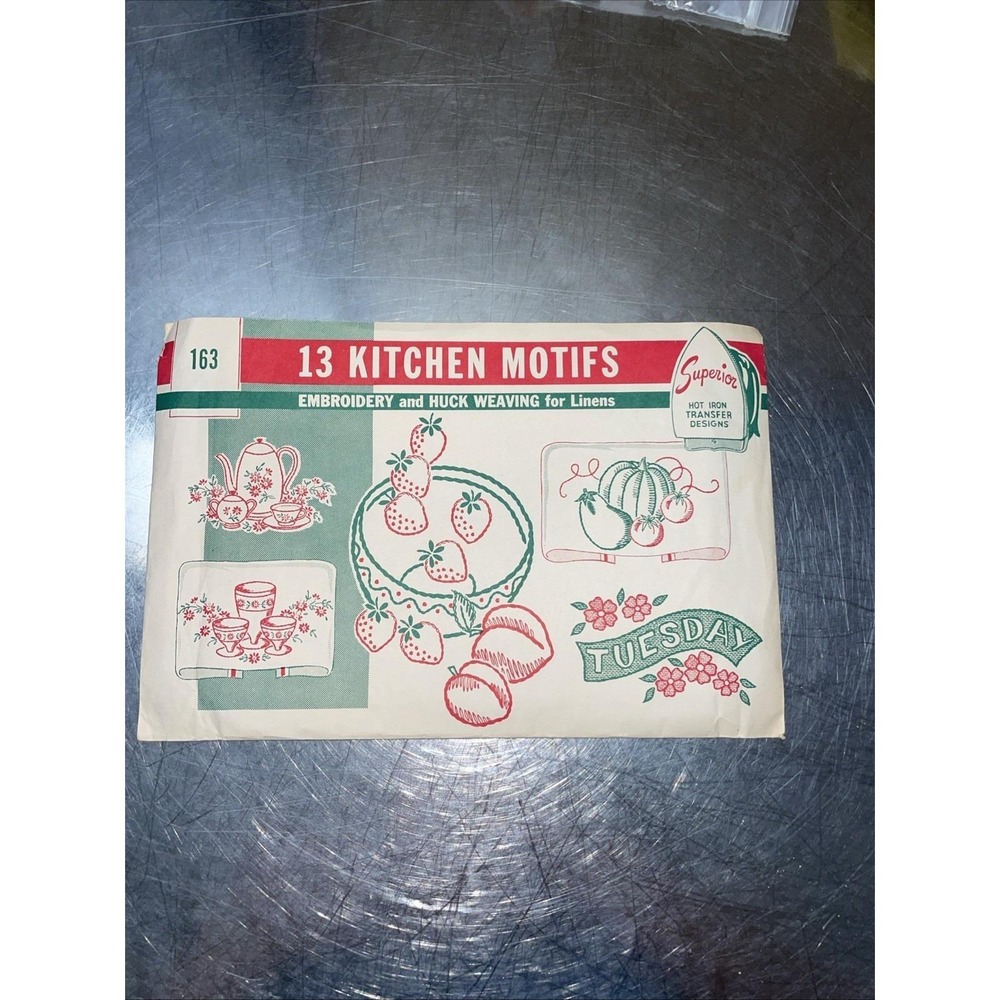 163
13 KITCHEN MOTIFS
EMBROIDERY and HUCK WEAVING for Linens
Superior
HOT IRON
TRANSFER
DESIGNS
TUESDAY